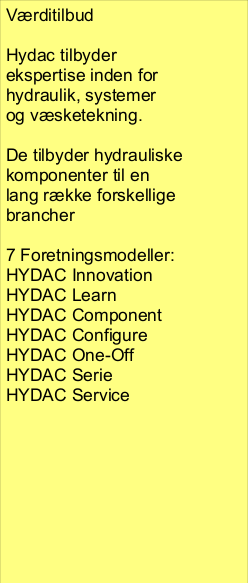 Værditilbud

Hydac tilbyder
ekspertise inden for
hydraulik, systemer
og væsketekning.

De tilbyder hydrauliske
komponenter til en
lang række forskellige
brancher

7 Foretningsmodeller:
HYDAC Innovation
HYDAC Learn
HYDAC Component
HYDAC Configure
HYDAC One-Off
HYDAC Serie
HYDAC Service